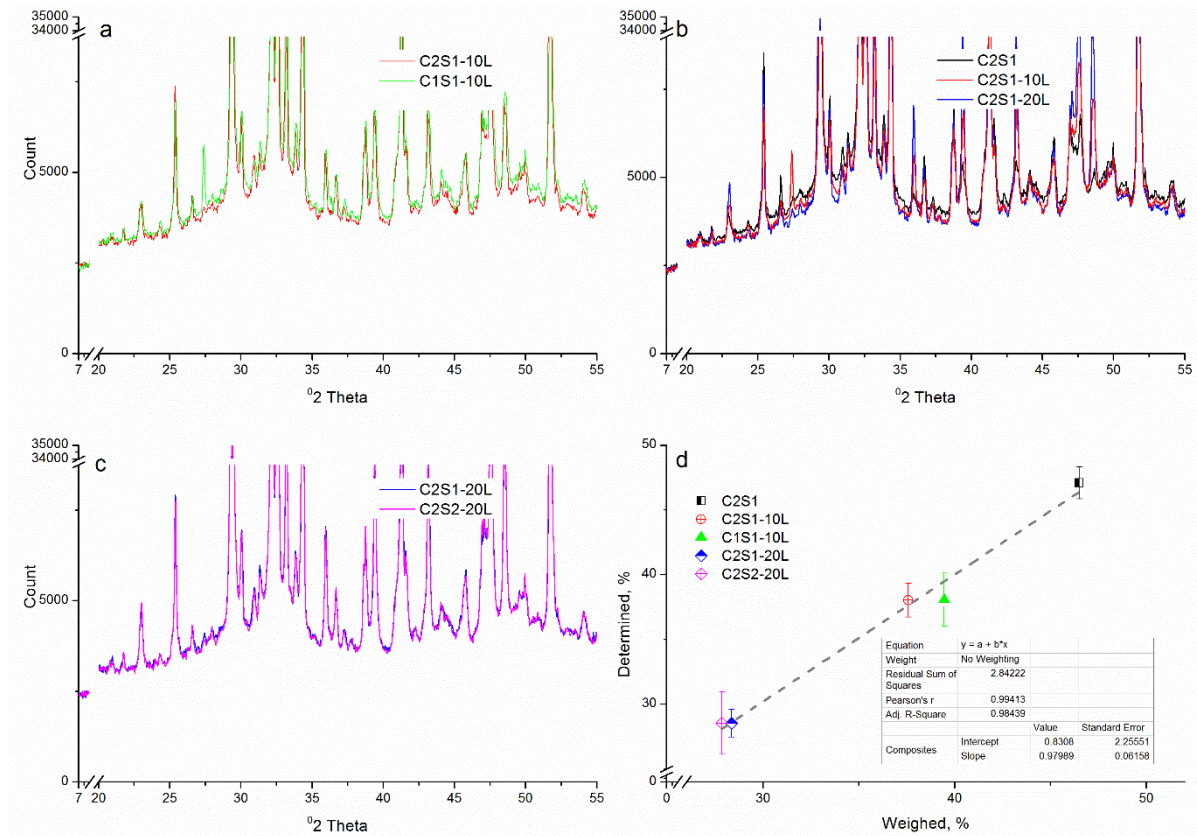 35000
34000
a
C2S1-10L
C1S1-10L
Count
5000
0
7 20 25 30 35 40 45 50 55
⁰2 Theta
35000
34000
b
C2S1
C2S1-10L
C2S1-20L
5000
0
7 20 25 30 35 40 45 50 55
⁰2 Theta
35000
34000
c
C2S1-20L
C2S2-20L
Count
5000
0
7 20 25 30 35 40 45 50 55
⁰2 Theta
50
d
C2S1
C2S1-10L
C1S1-10L
C2S1-20L
C2S2-20L
Determined, %
40
30
0
Equation y = a + b*x
Weight No Weighting
Residual Sum of Squares 2.84222
Pearson's r 0.99413
Adj. R-Square 0.98439
Value Standard Error
Composites Intercept 0.8308 2.25551
Slope 0.97989 0.06158
0 30 40 50
Weighed, %